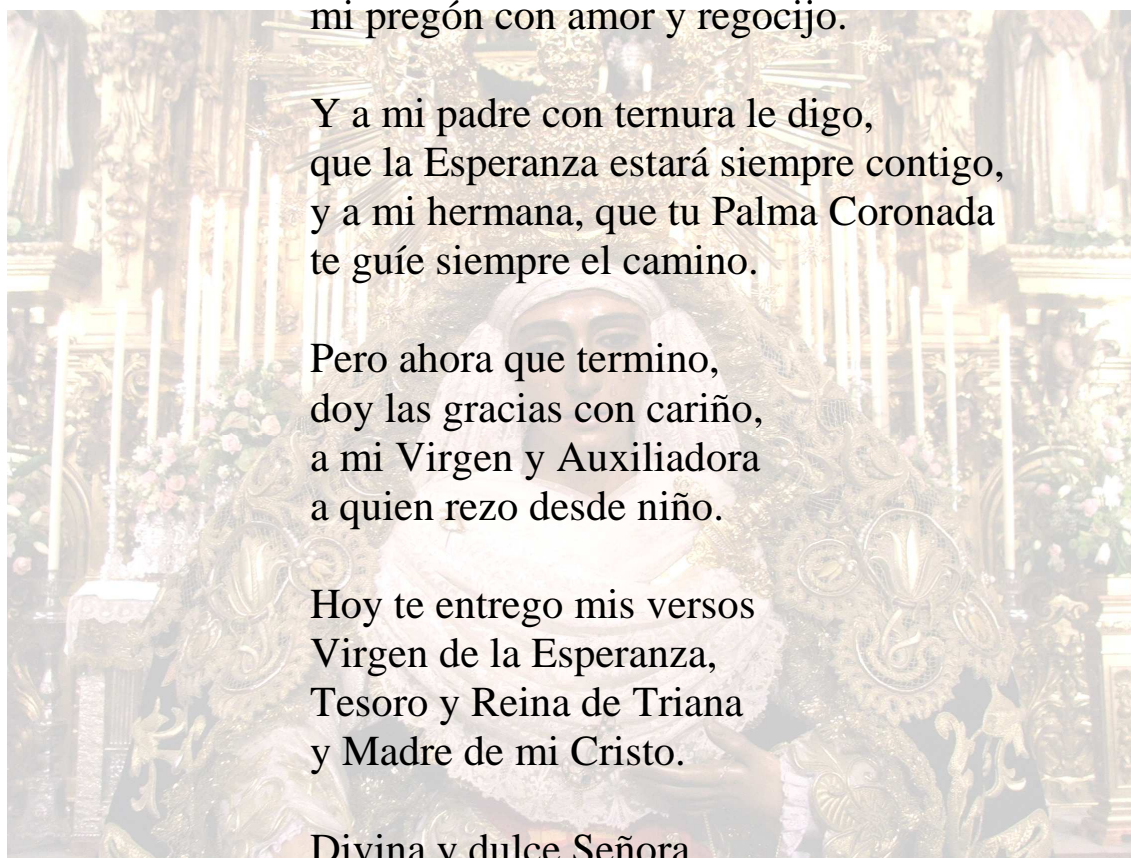 mi pregón con amor y regocijo.
Y a mi padre con ternura le digo,
que la Esperanza estará siempre contigo,
y a mi hermana, que tu Palma Coronada
te guíe siempre el camino.
Pero ahora que termino,
doy las gracias con cariño,
a mi Virgen y Auxiliadora
a quien rezo desde niño.
Hoy te entrego mis versos
Virgen de la Esperanza,
Tesoro y Reina de Triana
y Madre de mi Cristo.
Divina y dulce Señora